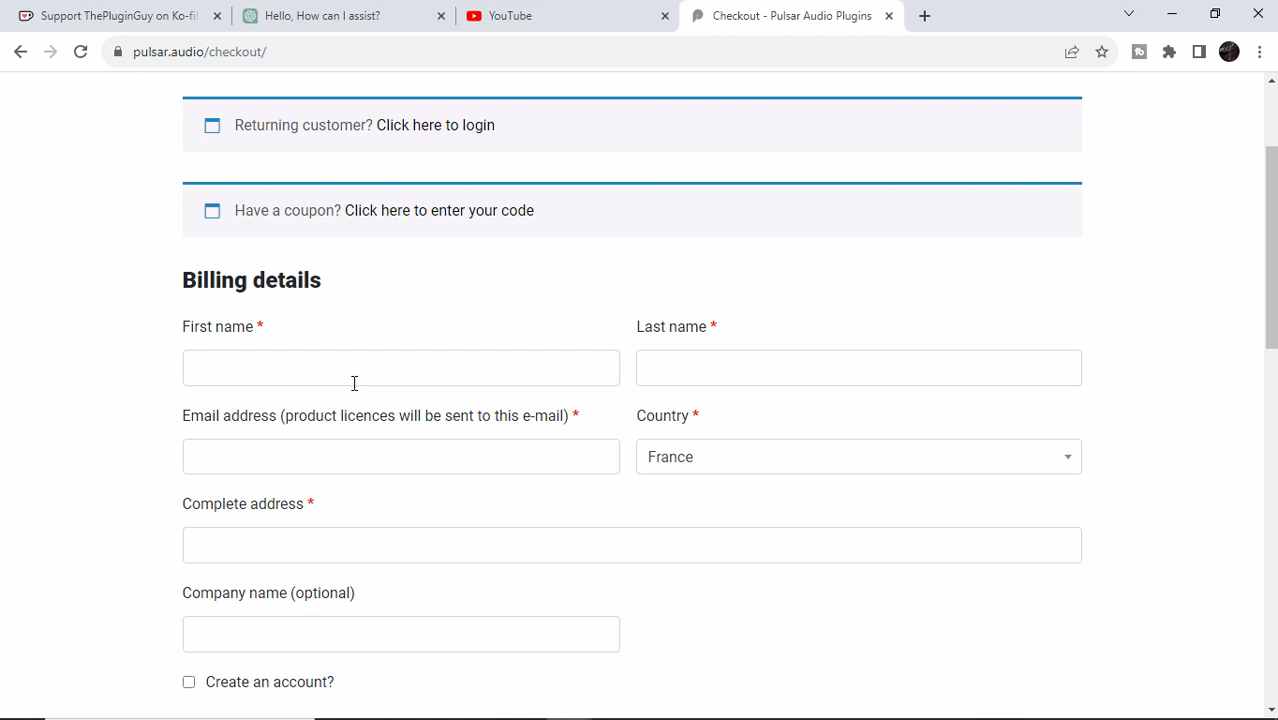 Support ThePluginGuy on Ko-fi
Hello, How can I assist?
YouTube
Checkout - Pulsar Audio Plugins
pulsar.audio/checkout/
Returning customer? Click here to login
Have a coupon? Click here to enter your code
Billing details
First name *
Last name *
Email address (product licences will be sent to this e-mail) *
Country *
France
Complete address *
Company name (optional)
Create an account?